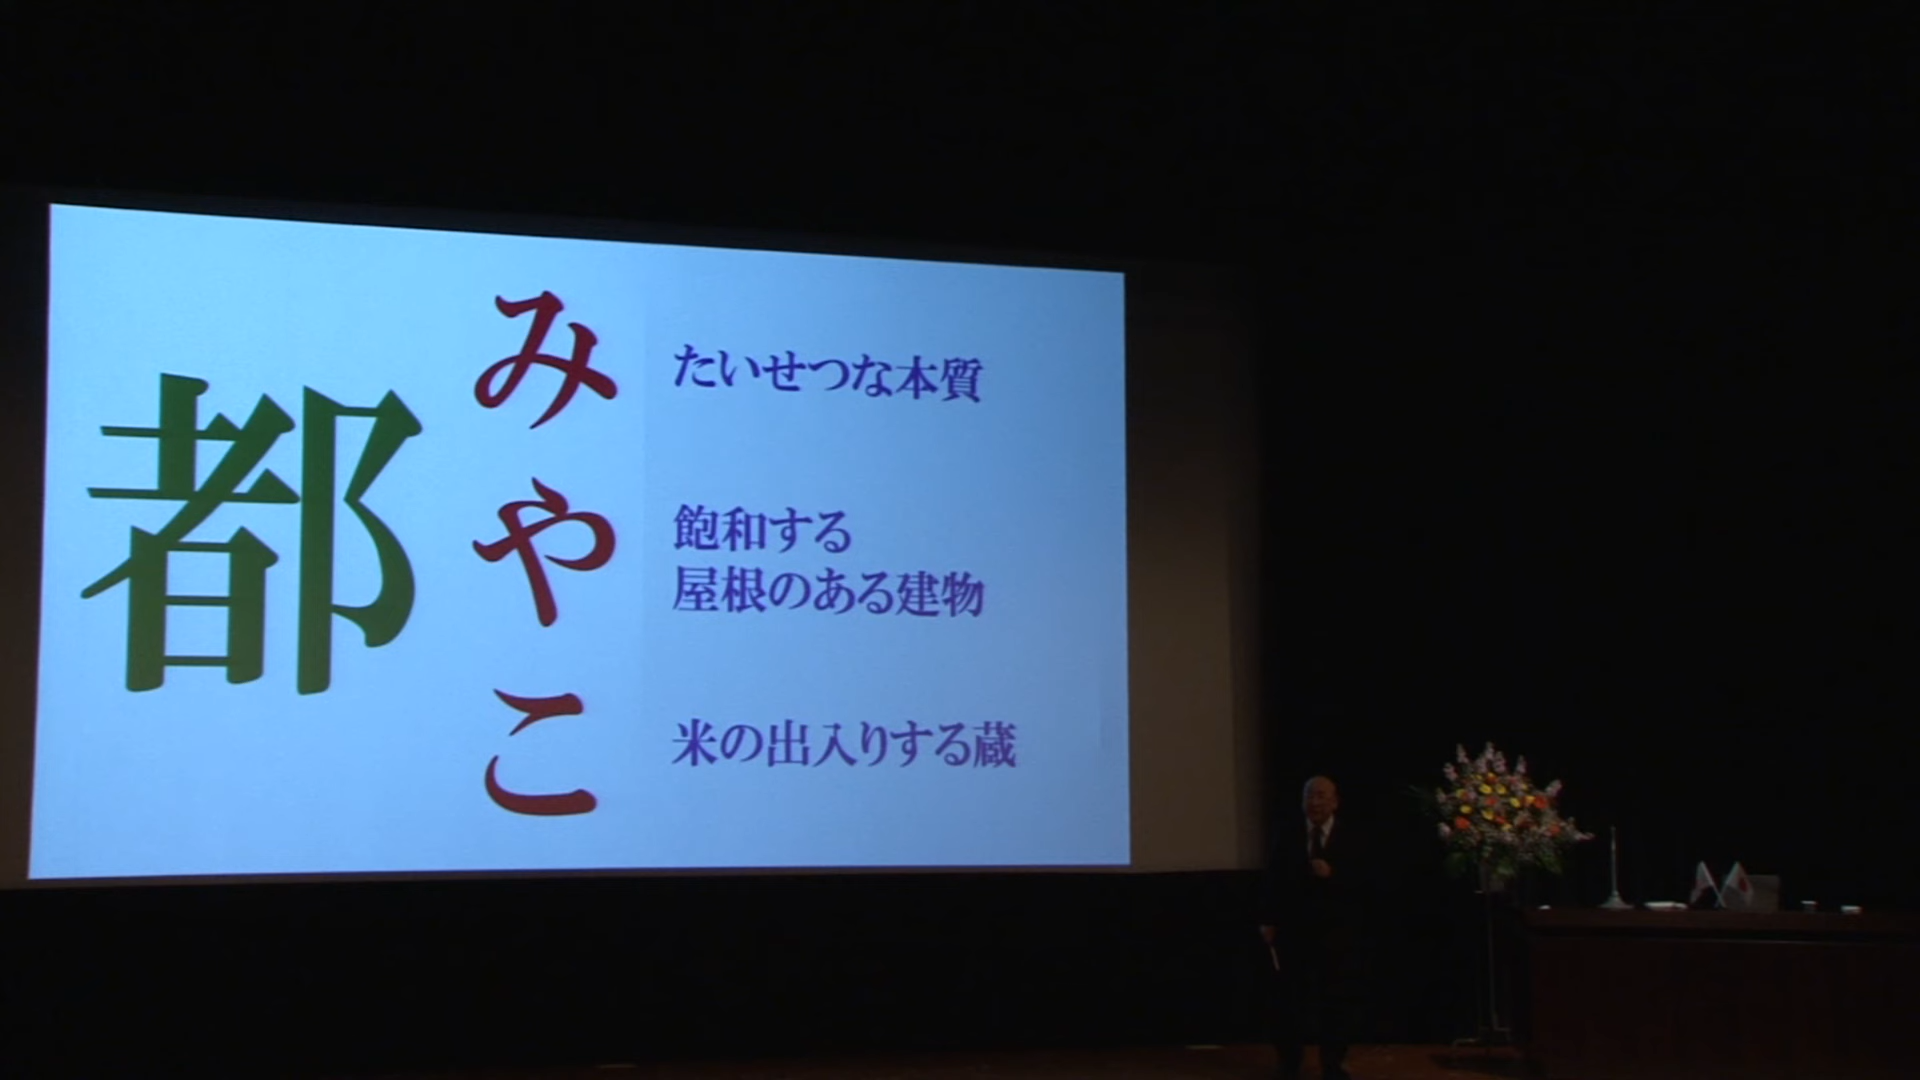 都
みやこ
たいせつな本質
飽和する
屋根のある建物
米の出入りする蔵